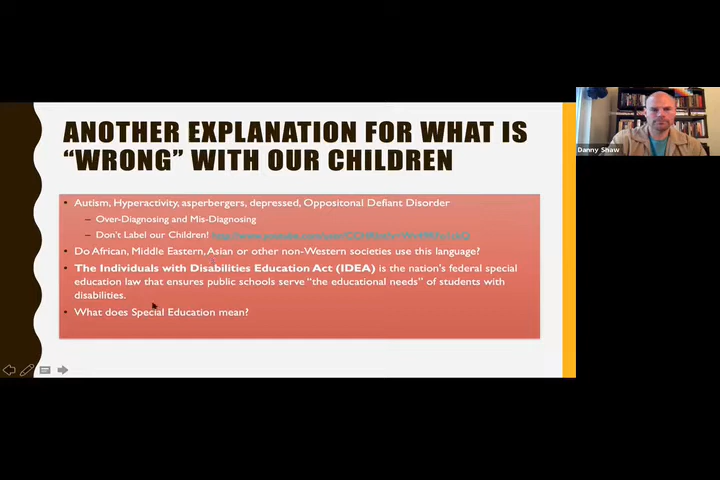 ANOTHER EXPLANATION FOR WHAT IS
“WRONG” WITH OUR CHILDREN
Autism, Hyperactivity, asperbergers, depressed, Oppositonal Defiant Disorder
Over-Diagnosing and Mis-Diagnosing
Don't Label our Children!
Do African, Middle Eastern, Asian or other non-Western societies use this language?
The Individuals with Disabilities Education Act (IDEA) is the nation's federal special
education law that ensures public schools serve “the educational needs” of students with
disabilities.
What does Special Education mean?
Danny Shaw